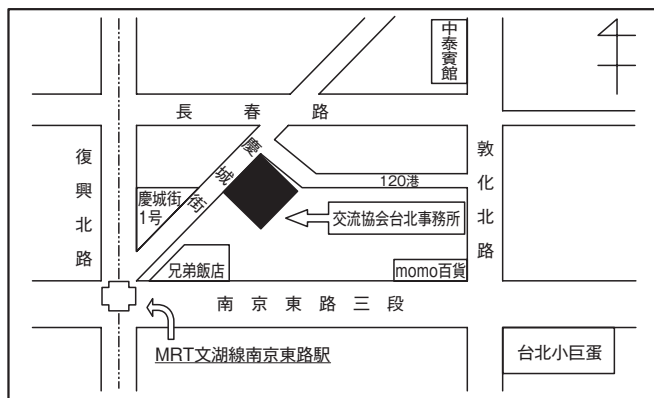 中泰賓館
長春路
復興北路
慶城街
敦化北路
120港
慶城街
1号
交流協会台北事務所
兄弟飯店
momo百貨
南京東路三段
MRT文湖線南京東路駅
台北小巨蛋